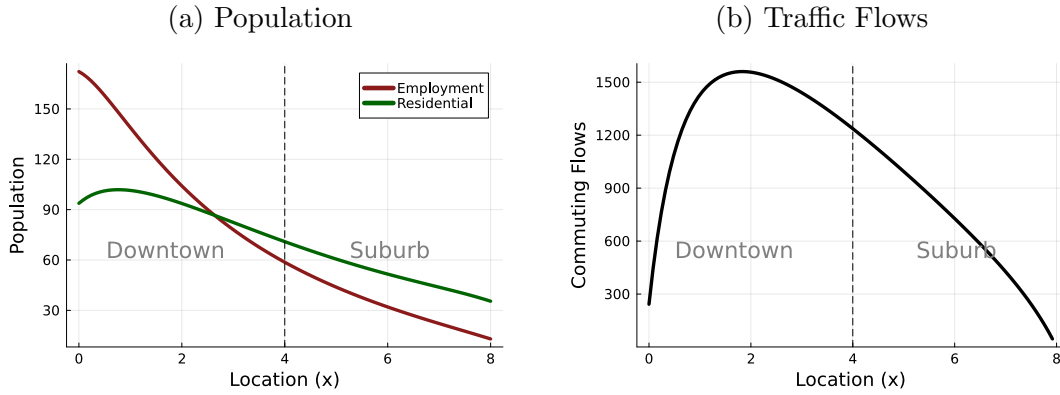 (a) Population
150
120
90
60
30
0
2
4
6
8
Population
Location (x)
Employment
Residential
Downtown
Suburb
(b) Traffic Flows
1500
1200
900
600
300
0
2
4
6
8
Commuting Flows
Location (x)
Downtown
Suburb